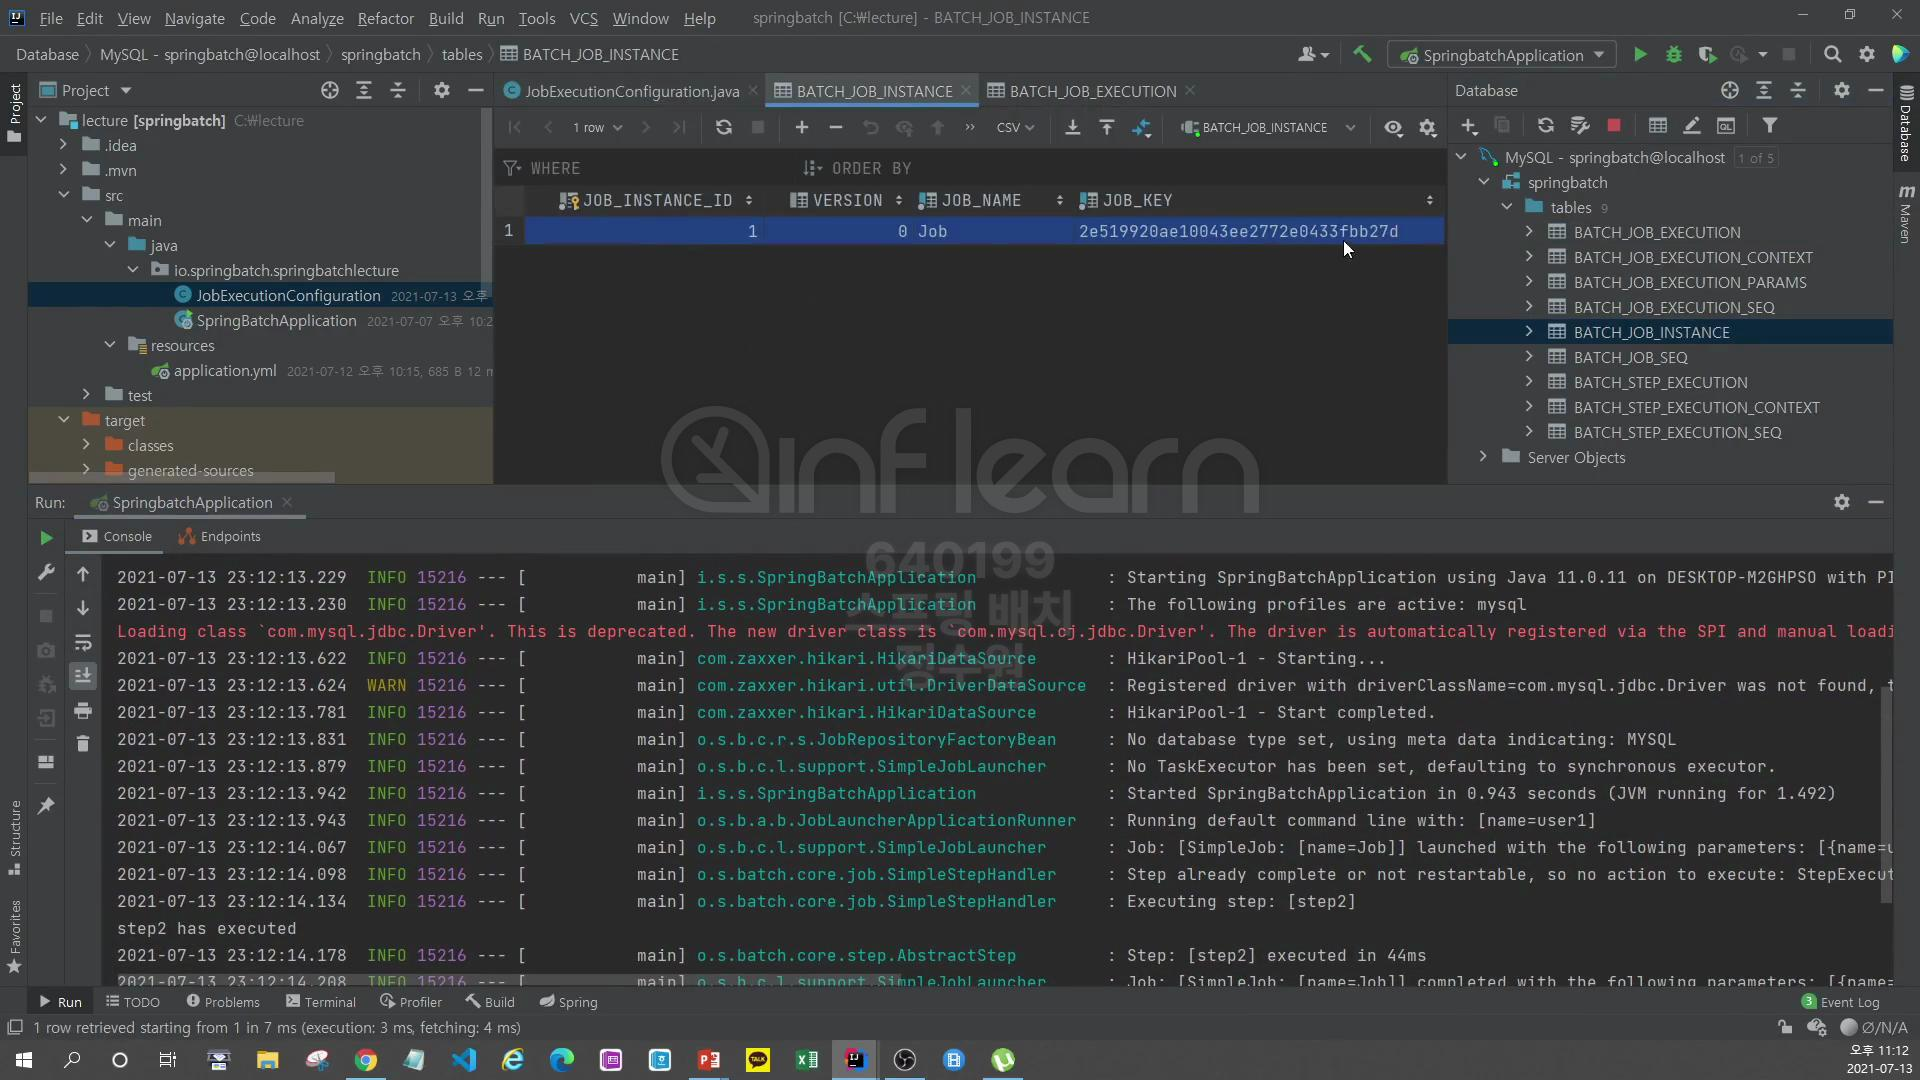 File Edit View Navigate Code Analyze Refactor Build Run Tools VCS Window Help springbatch [C:₩lecture] - BATCH_JOB_INSTANCE
Database MySQL - springbatch@localhost springbatch tables BATCH_JOB_INSTANCE
SpringbatchApplication
Project
JobExecutionConfiguration.java BATCH_JOB_INSTANCE BATCH_JOB_EXECUTION
Database
1 row CSV BATCH_JOB_INSTANCE
WHERE ORDER BY
JOB_INSTANCE_ID VERSION JOB_NAME JOB_KEY
1 1 0 Job 2e519920ae10043ee2772e0433fbb27d
Project
lecture [springbatch] C:₩lecture
.idea
.mvn
src
main
java
io.springbatch.springbatchlecture
JobExecutionConfiguration 2021-07-13 오후
SpringBatchApplication 2021-07-07 오후 10:2
resources
application.yml 2021-07-12 오후 10:15, 685 B 12 m
test
target
classes
generated-sources
MySQL - springbatch@localhost 1 of 5
springbatch
tables 9
BATCH_JOB_EXECUTION
BATCH_JOB_EXECUTION_CONTEXT
BATCH_JOB_EXECUTION_PARAMS
BATCH_JOB_EXECUTION_SEQ
BATCH_JOB_INSTANCE
BATCH_JOB_SEQ
BATCH_STEP_EXECUTION
BATCH_STEP_EXECUTION_CONTEXT
BATCH_STEP_EXECUTION_SEQ
Server Objects
Database
Maven
inflearn
640199
스프링 배치
정수원
Run: SpringbatchApplication
Console Endpoints
2021-07-13 23:12:13.229 INFO 15216 --- [ main] i.s.s.SpringBatchApplication : Starting SpringBatchApplication using Java 11.0.11 on DESKTOP-M2GHPSO with PI
2021-07-13 23:12:13.230 INFO 15216 --- [ main] i.s.s.SpringBatchApplication : The following profiles are active: mysql
Loading class `com.mysql.jdbc.Driver'. This is deprecated. The new driver class is `com.mysql.cj.jdbc.Driver'. The driver is automatically registered via the SPI and manual loadi
2021-07-13 23:12:13.622 INFO 15216 --- [ main] com.zaxxer.hikari.HikariDataSource : HikariPool-1 - Starting...
2021-07-13 23:12:13.624 WARN 15216 --- [ main] com.zaxxer.hikari.util.DriverDataSource : Registered driver with driverClassName=com.mysql.jdbc.Driver was not found, t
2021-07-13 23:12:13.781 INFO 15216 --- [ main] com.zaxxer.hikari.HikariDataSource : HikariPool-1 - Start completed.
2021-07-13 23:12:13.831 INFO 15216 --- [ main] o.s.b.c.r.s.JobRepositoryFactoryBean : No database type set, using meta data indicating: MYSQL
2021-07-13 23:12:13.879 INFO 15216 --- [ main] o.s.b.c.l.support.SimpleJobLauncher : No TaskExecutor has been set, defaulting to synchronous executor.
2021-07-13 23:12:13.942 INFO 15216 --- [ main] i.s.s.SpringBatchApplication : Started SpringBatchApplication in 0.943 seconds (JVM running for 1.492)
2021-07-13 23:12:13.943 INFO 15216 --- [ main] o.s.b.a.b.JobLauncherApplicationRunner : Running default command line with: [name=user1]
2021-07-13 23:12:14.067 INFO 15216 --- [ main] o.s.b.c.l.support.SimpleJobLauncher : Job: [SimpleJob: [name=Job]] launched with the following parameters: [{name=u
2021-07-13 23:12:14.098 INFO 15216 --- [ main] o.s.batch.core.job.SimpleStepHandler : Step already complete or not restartable, so no action to execute: StepExecut
2021-07-13 23:12:14.134 INFO 15216 --- [ main] o.s.batch.core.job.SimpleStepHandler : Executing step: [step2]
step2 has executed
2021-07-13 23:12:14.178 INFO 15216 --- [ main] o.s.batch.core.step.AbstractStep : Step: [step2] executed in 44ms
2021-07-13 23:12:14.208 INFO 15216 --- [ main] o.s.b.c.l.support.SimpleJobLauncher : Job: [SimpleJob: [name=Job]] completed with the following parameters: [{name=
Structure
Favorites
Run TODO Problems Terminal Profiler Build Spring 3 Event Log
1 row retrieved starting from 1 in 7 ms (execution: 3 ms, fetching: 4 ms) Ø/N/A
TALK
오후 11:12
2021-07-13